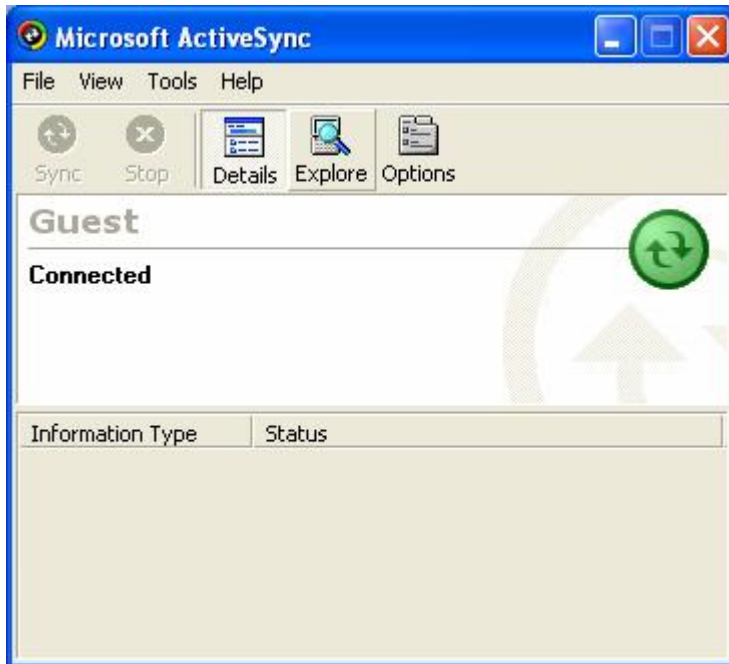 Microsoft ActiveSync
File View Tools Help
Sync Stop Details Explore Options
Guest
Connected
Information Type Status